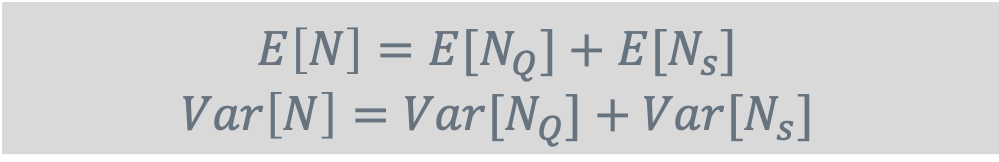 E[N] = E[N_Q] + E[N_s]
Var[N] = Var[N_Q] + Var[N_s]